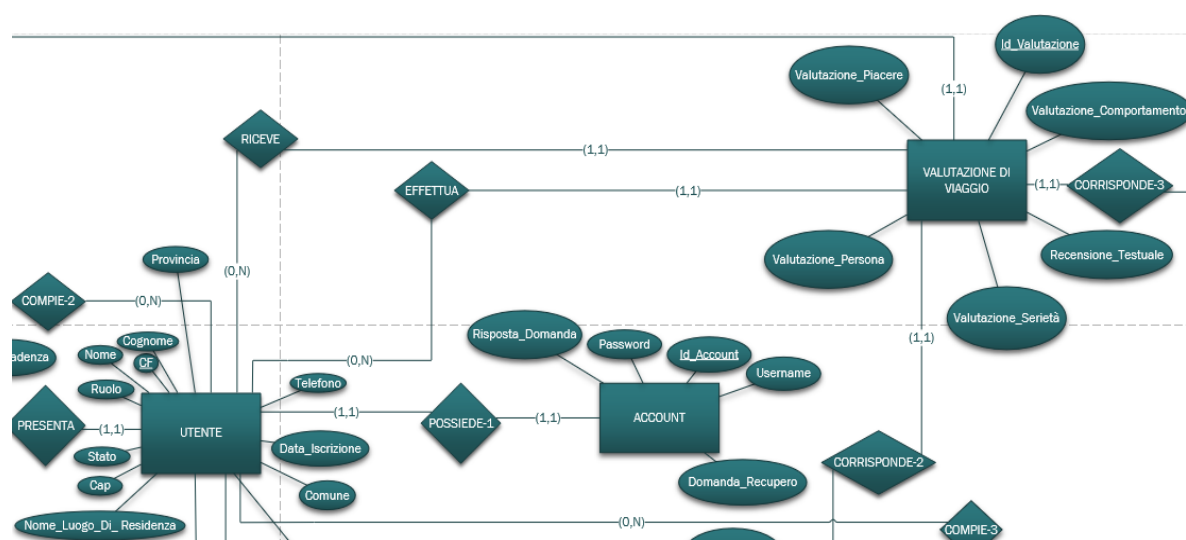 Id_Valutazione
Valutazione_Piacere
(1,1)
Valutazione_Comportamento
RICEVE
(1,1)
VALUTAZIONE DI
VIAGGIO
EFFETTUA
(1,1)
(1,1)
CORRISPONDE-3
Provincia
(0,N)
Valutazione_Persona
Recensione_Testuale
COMPIE-2
(0,N)
Valutazione_Serietà
Risposta_Domanda
Password
(1,1)
Cognome
Nome
CF
adenza
(0,N)
Id_Account
Username
Ruolo
Telefono
PRESENTA
(1,1)
UTENTE
(1,1)
POSSIEDE-1
(1,1)
ACCOUNT
Stato
Data_Iscrizione
CORRISPONDE-2
Cap
Comune
Domanda_Recupero
Nome_Luogo_Di_ Residenza
(0,N)
COMPIE-3